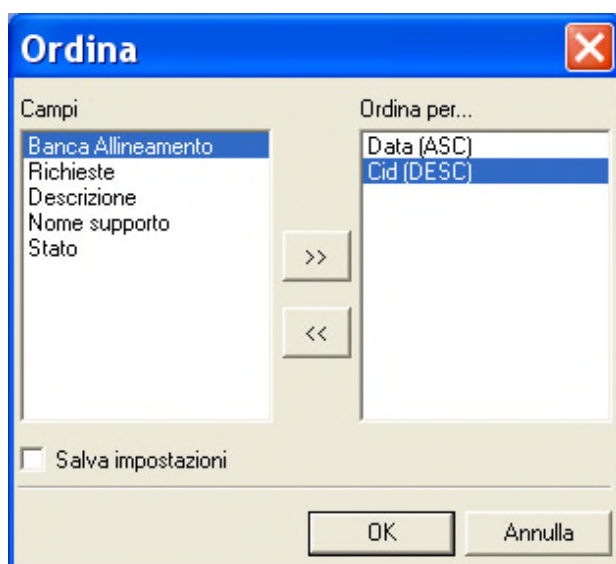 Ordina
Campi
Banca Allineamento
Richieste
Descrizione
Nome supporto
Stato
>>
<<
Ordina per...
Data (ASC)
Cid (DESC)
Salva impostazioni
OK
Annulla